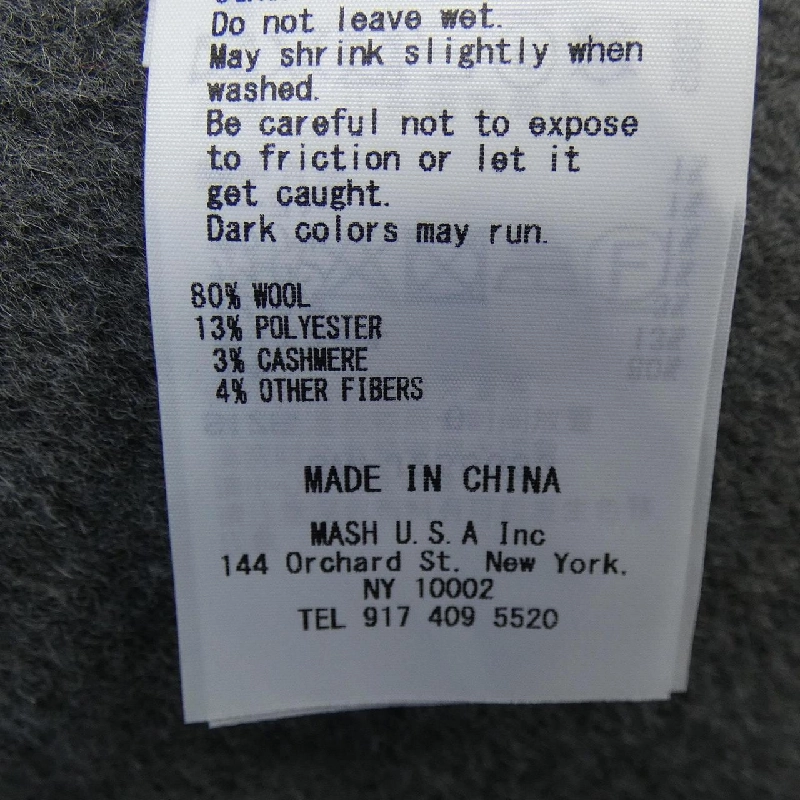 Do not leave wet.
May shrink slightly when
washed.
Be careful not to expose
to friction or let it
get caught.
Dark colors may run.
80% WOOL
13% POLYESTER
3% CASHMERE
4% OTHER FIBERS
MADE IN CHINA
MASH U.S.A Inc
144 Orchard St. New York.
NY 10002
TEL 917 409 5520